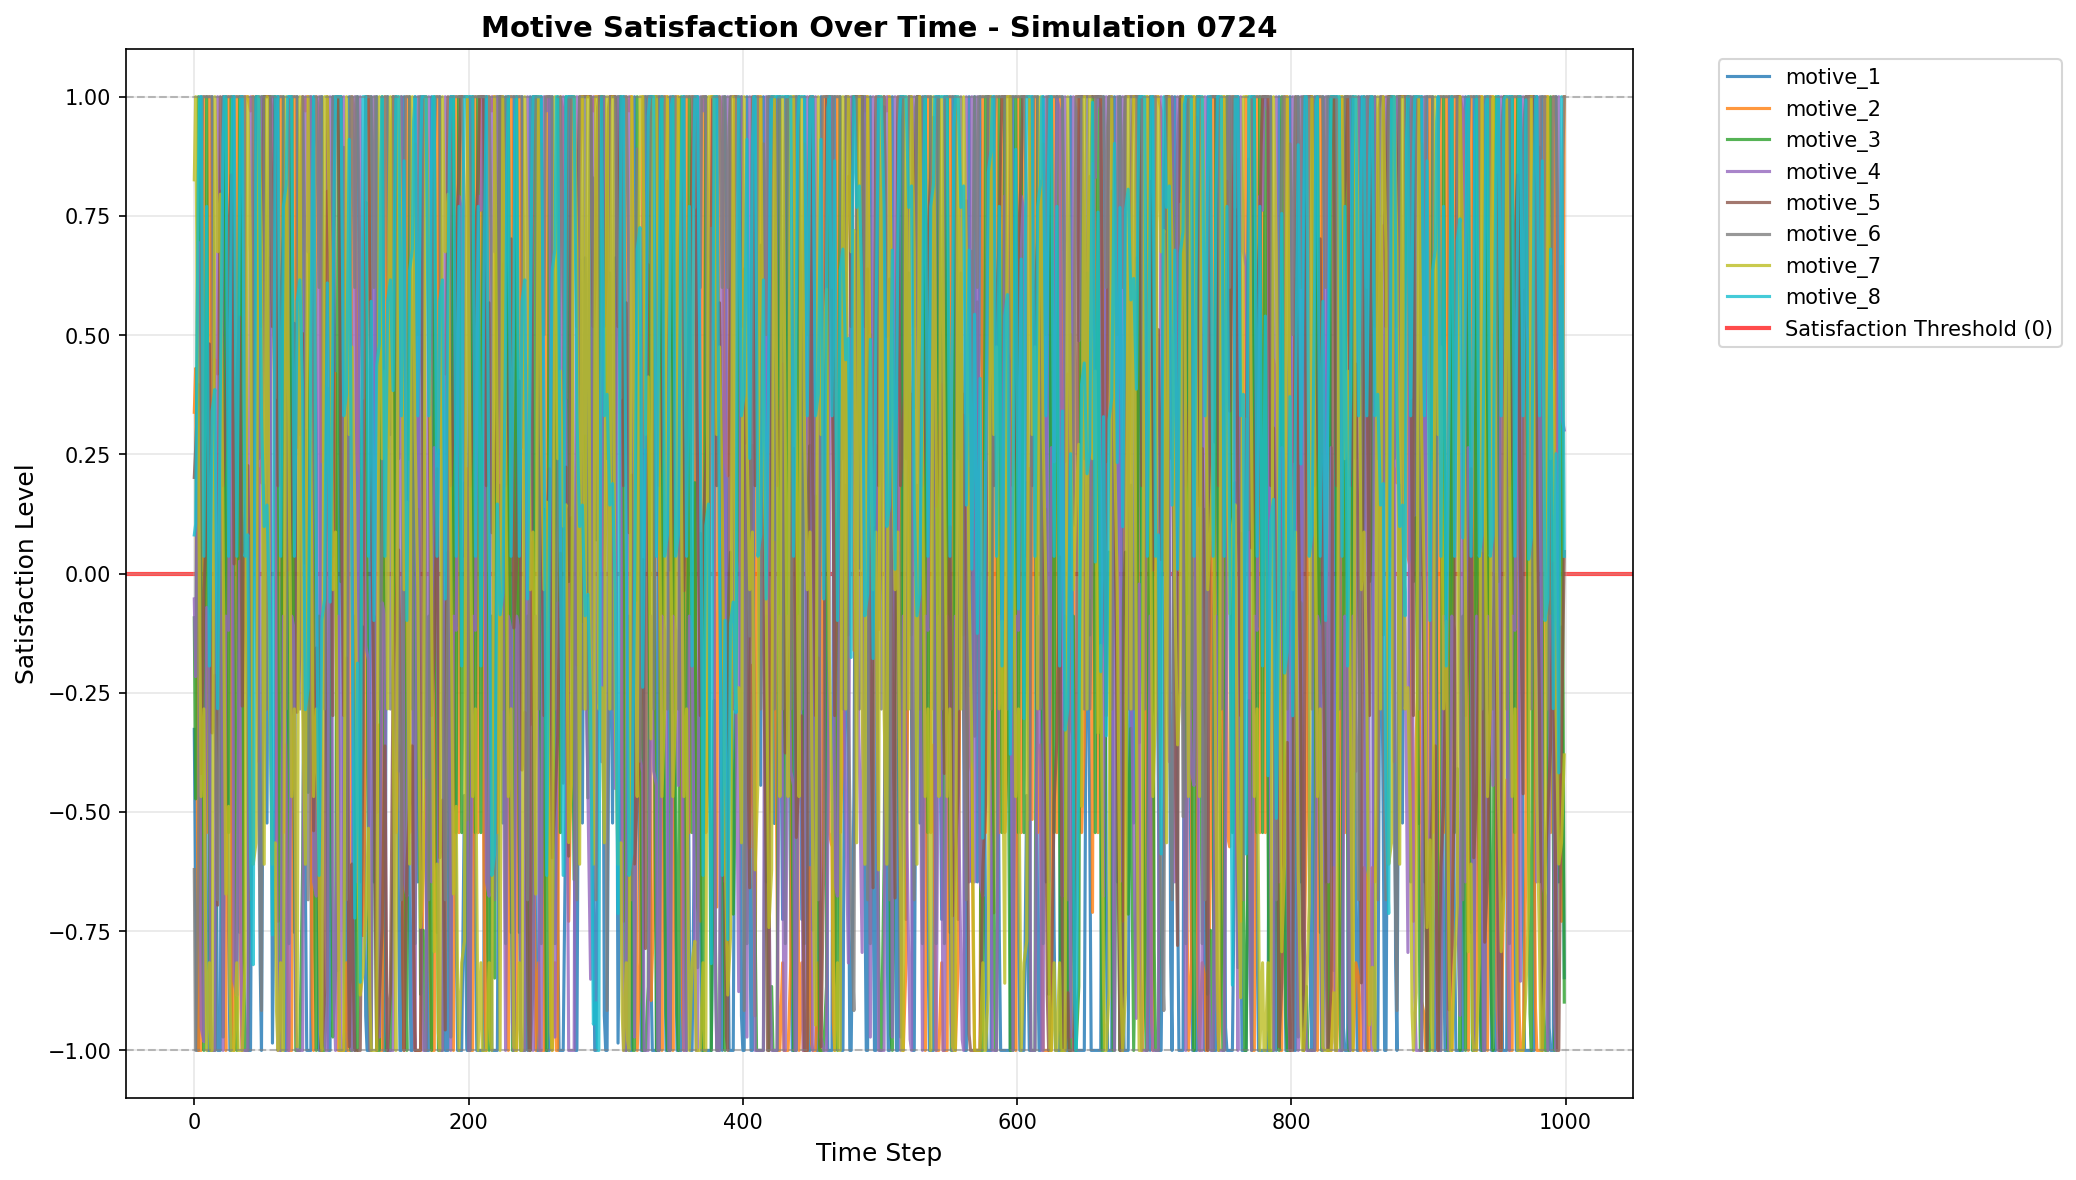 Motive Satisfaction Over Time - Simulation 0724
Satisfaction Level
1.00
0.75
0.50
0.25
0.00
−0.25
−0.50
−0.75
−1.00
0
200
400
600
800
1000
Time Step
motive_1
motive_2
motive_3
motive_4
motive_5
motive_6
motive_7
motive_8
Satisfaction Threshold (0)